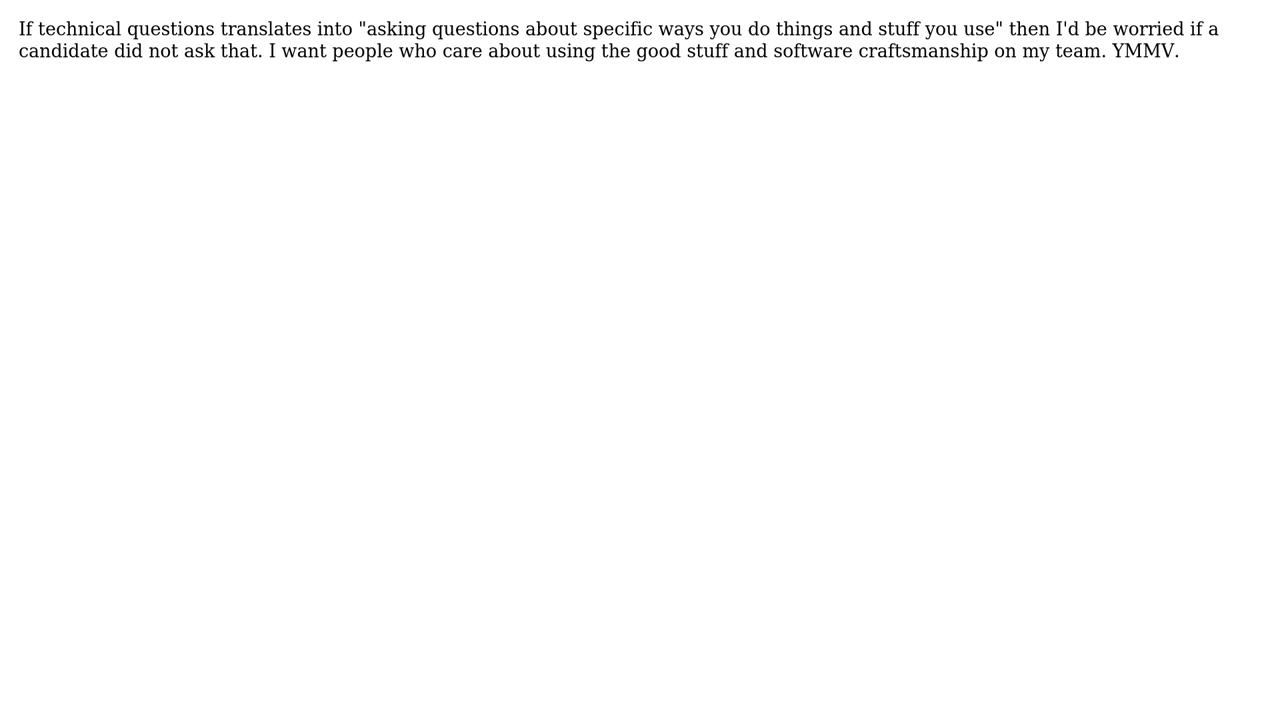 If technical questions translates into "asking questions about specific ways you do things and stuff you use" then I'd be worried if a
candidate did not ask that. I want people who care about using the good stuff and software craftsmanship on my team. YMMV.